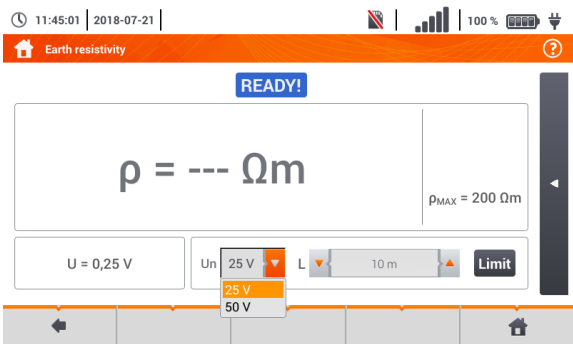 11:45:01 2018-07-21 100 %
Earth resistivity ?
READY!
ρ = --- Ωm
ρMAX = 200 Ωm
U = 0,25 V Un 25 V L 10 m Limit
25 V
50 V